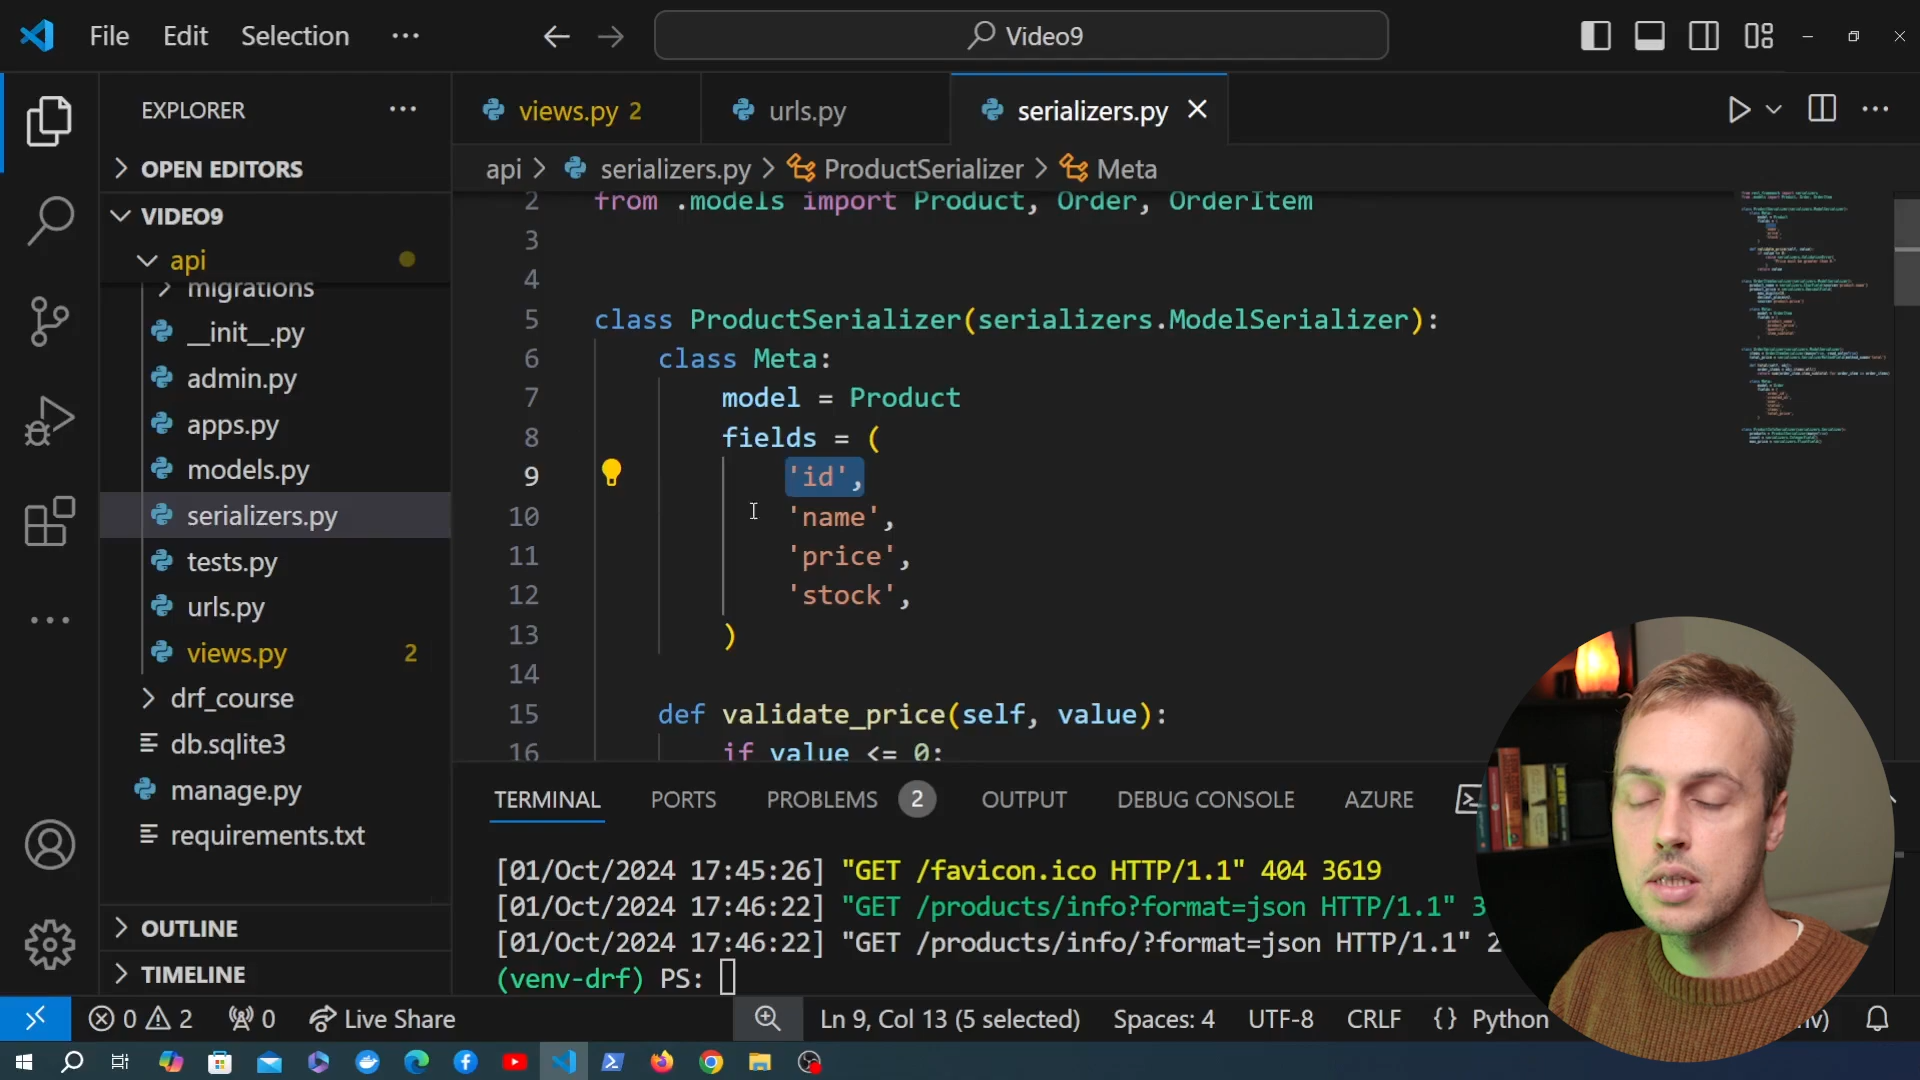 File Edit Selection ··· Video9
EXPLORER ···
OPEN EDITORS
VIDEO9
api
migrations
__init__.py
admin.py
apps.py
models.py
serializers.py
tests.py
urls.py
views.py 2
drf_course
db.sqlite3
manage.py
requirements.txt
OUTLINE
TIMELINE
views.py 2 urls.py serializers.py
api > serializers.py > ProductSerializer > Meta
2 from .models import Product, Order, OrderItem
3
4
5 class ProductSerializer(serializers.ModelSerializer):
6 class Meta:
7 model = Product
8 fields = (
9 'id',
10 'name',
11 'price',
12 'stock',
13 )
14
15 def validate_price(self, value):
16 if value <= 0:
TERMINAL PORTS PROBLEMS 2 OUTPUT DEBUG CONSOLE AZURE
[01/Oct/2024 17:45:26] "GET /favicon.ico HTTP/1.1" 404 3619
[01/Oct/2024 17:46:22] "GET /products/info?format=json HTTP/1.1" 3
[01/Oct/2024 17:46:22] "GET /products/info/?format=json HTTP/1.1" 2
(venv-drf) PS:
0 2 0 Live Share Ln 9, Col 13 (5 selected) Spaces: 4 UTF-8 CRLF {} Python